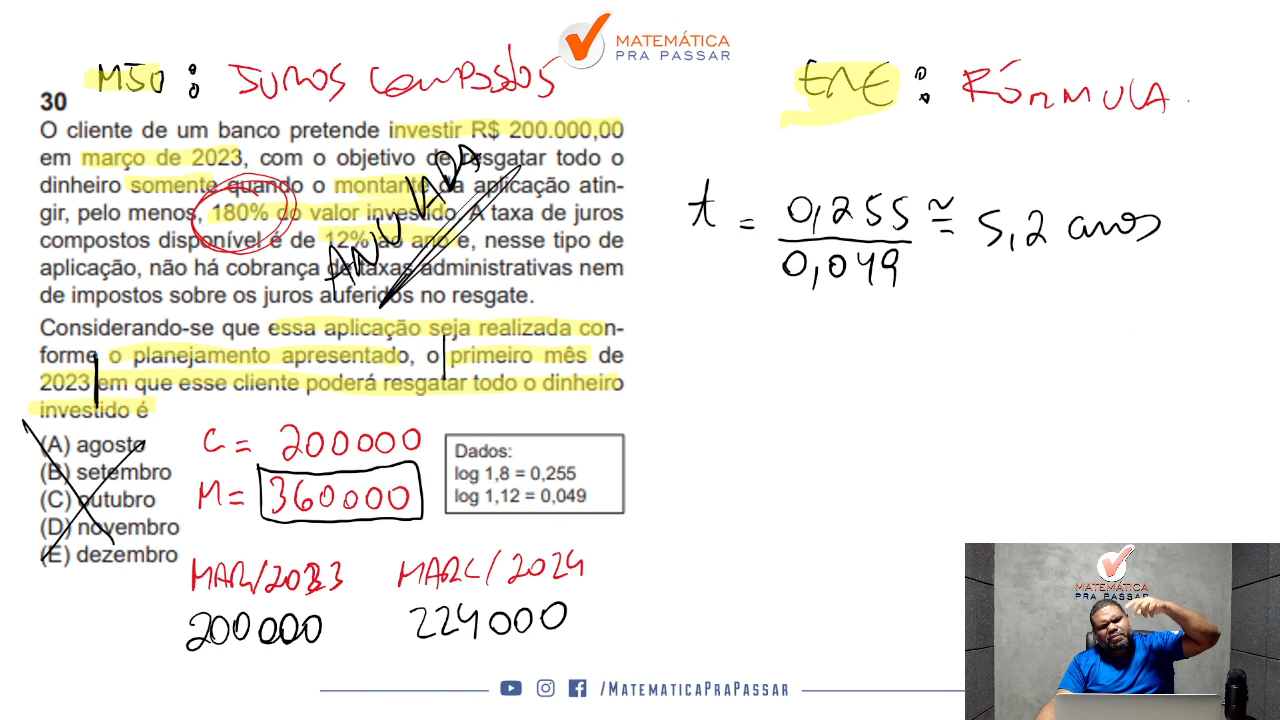 MATEMÁTICA
PRA PASSAR
MSO : JUROS COMPOSTOS
ENE : FÓRMULA.
30
O cliente de um banco pretende investir R$ 200.000,00
em março de 2023, com o objetivo de resgatar todo o
dinheiro somente quando o montante da aplicação atin-
gir, pelo menos, 180% do valor investido. A taxa de juros
compostos disponível é de 12% ao ano e, nesse tipo de
aplicação, não há cobrança de taxas administrativas nem
de impostos sobre os juros auferidos no resgate.
ANULADA
Considerando-se que essa aplicação seja realizada con-
forme o planejamento apresentado, o primeiro mês de
2023 em que esse cliente poderá resgatar todo o dinheiro
investido é
(A) agosto
(B) setembro
(C) outubro
(D) novembro
(E) dezembro
C = 200000
M = 360000
Dados:
log 1,8 = 0,255
log 1,12 = 0,049
MAR/2023 MARC/2024
200000 224000
t = 0,255 ≅ 5,2 anos
0,049
MATEMÁTICA
PRA PASSAR
/MATEMATICAPRAPASSAR